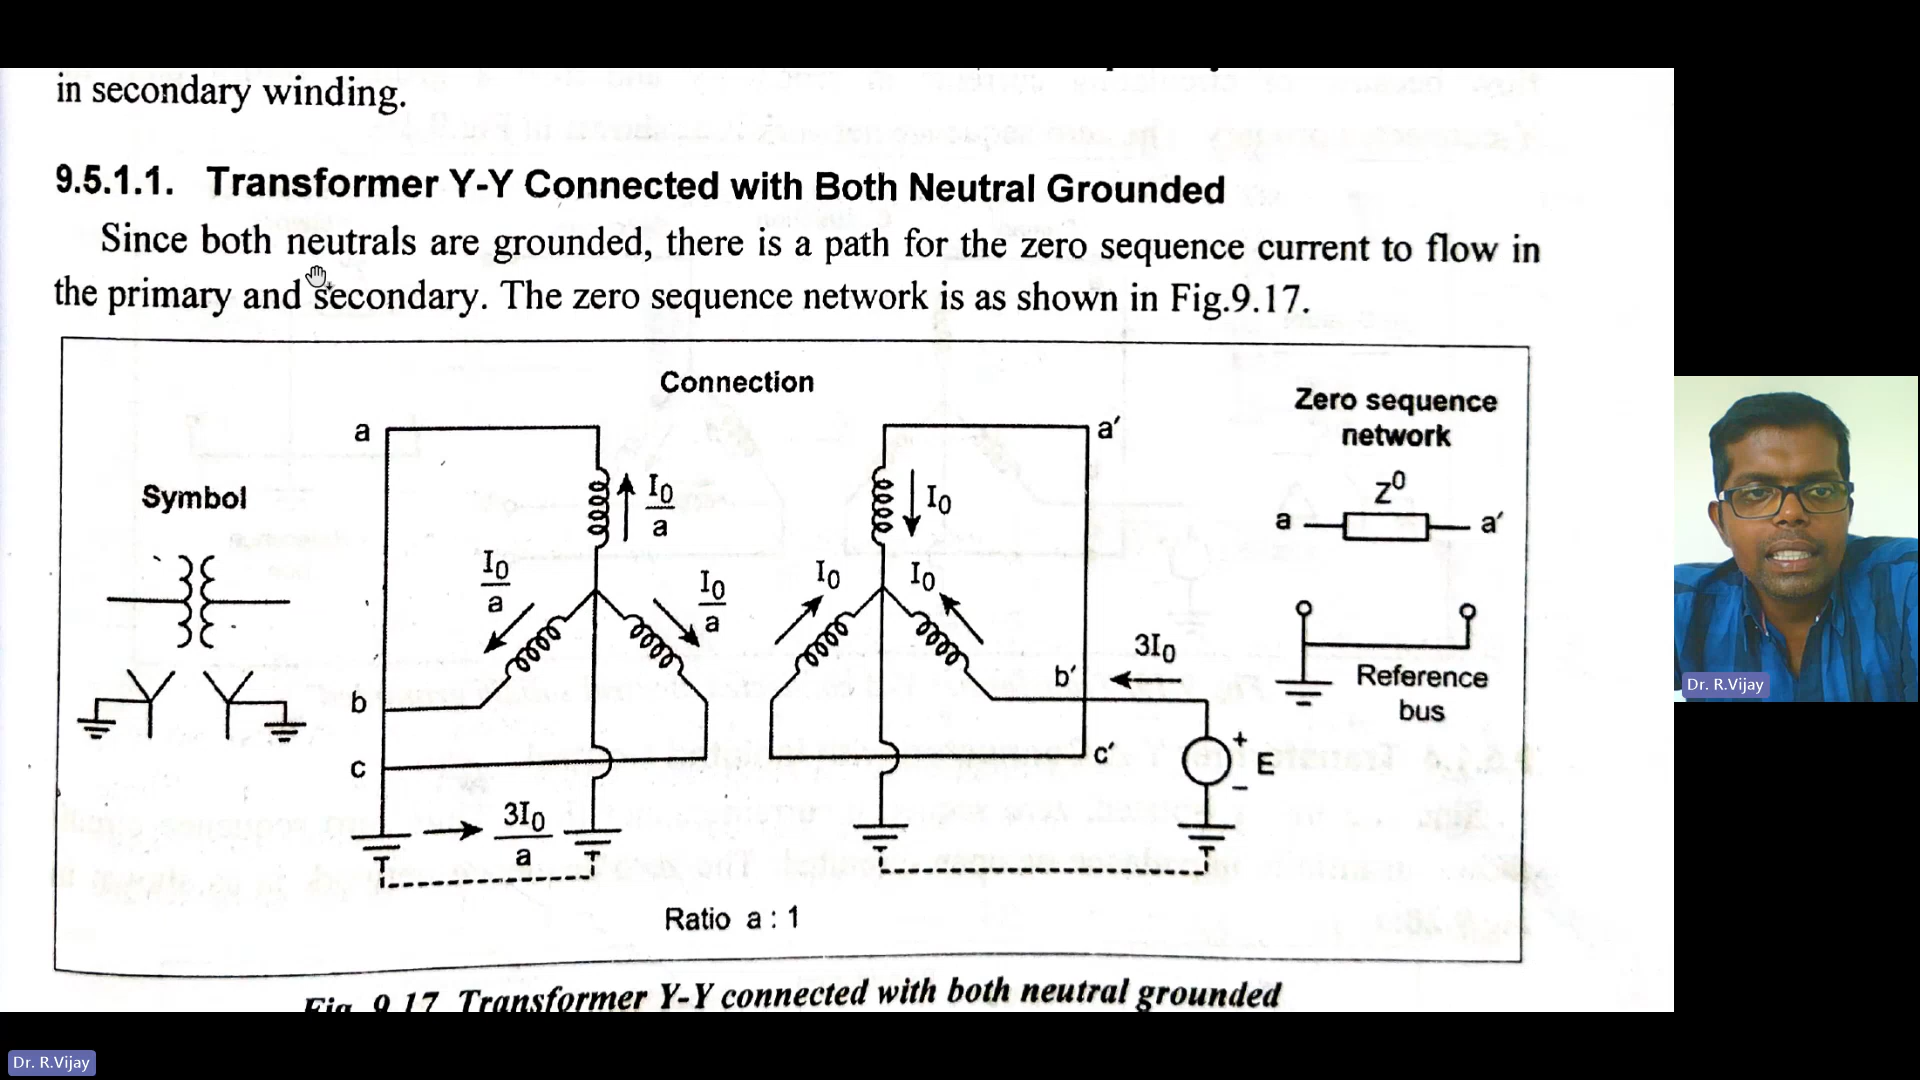 in secondary winding.
9.5.1.1. Transformer Y-Y Connected with Both Neutral Grounded
Since both neutrals are grounded, there is a path for the zero sequence current to flow in
the primary and secondary. The zero sequence network is as shown in Fig.9.17.
Connection
Zero sequence
network
Symbol
a
I0
a
a′
I0
Z0
a
a′
I0
a
I0
a
I0
I0
b
c
b′
3I0
c′
+
E
−
Reference
bus
3I0
a
Ratio a : 1
Fig. 9.17 Transformer Y-Y connected with both neutral grounded
Dr. R.Vijay
Dr. R.Vijay